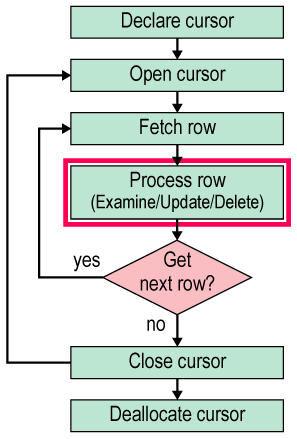 Declare cursor
Open cursor
Fetch row
Process row
(Examine/Update/Delete)
Get
next row?
yes
no
Close cursor
Deallocate cursor